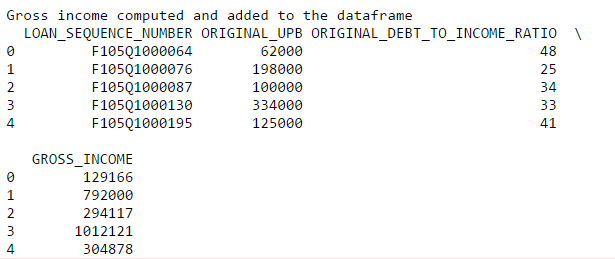 Gross income computed and added to the dataframe
LOAN_SEQUENCE_NUMBER ORIGINAL_UPB ORIGINAL_DEBT_TO_INCOME_RATIO \
0 F105Q1000064 62000 48
1 F105Q1000076 198000 25
2 F105Q1000087 100000 34
3 F105Q1000130 334000 33
4 F105Q1000195 125000 41
GROSS_INCOME
0 129166
1 792000
2 294117
3 1012121
4 304878